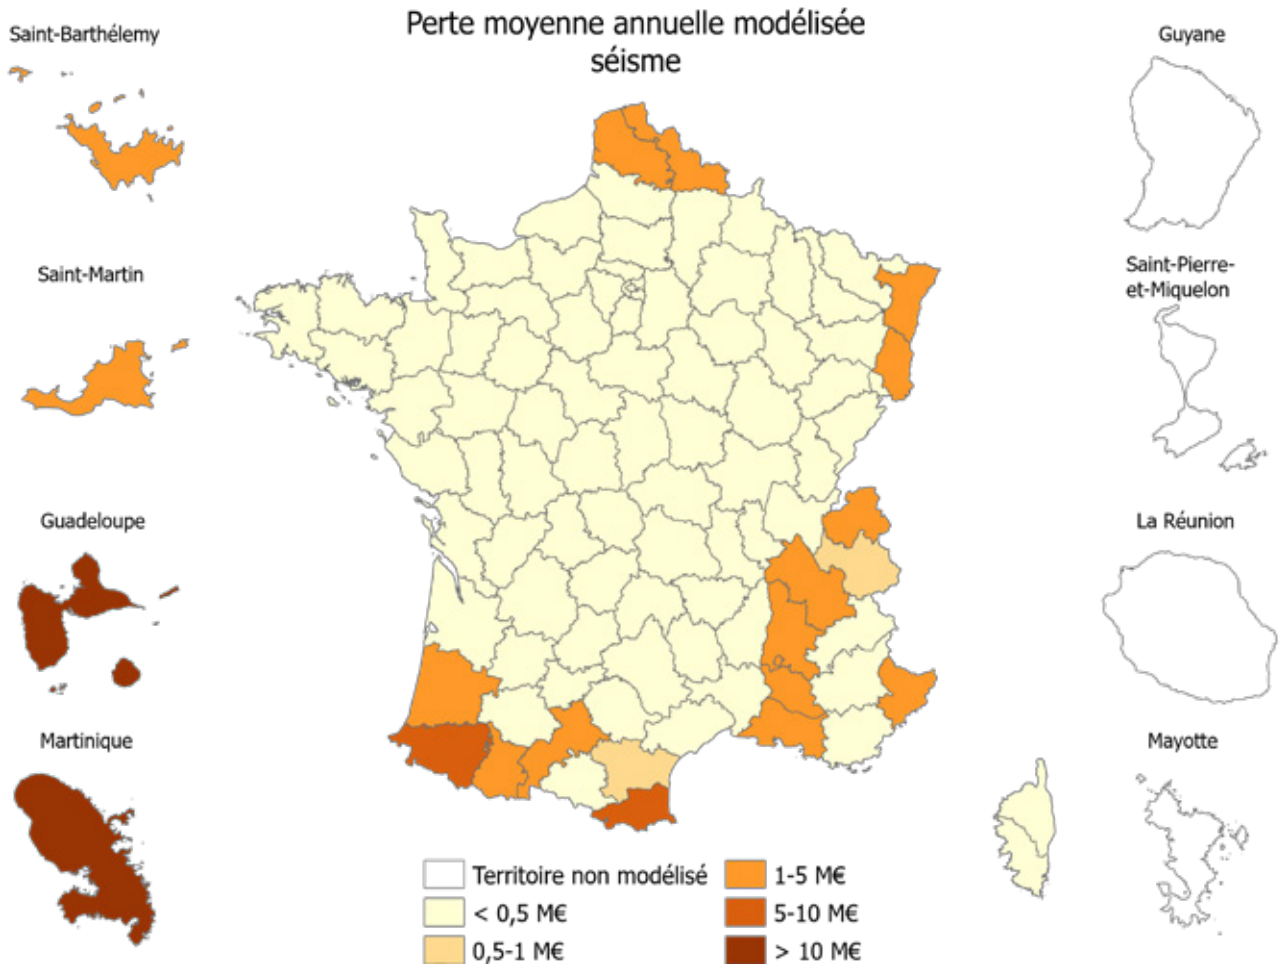 Perte moyenne annuelle modélisée
séisme
Saint-Barthélemy
Saint-Martin
Guadeloupe
Martinique
Guyane
Saint-Pierre-
et-Miquelon
La Réunion
Mayotte
Territoire non modélisé
< 0,5 M€
0,5-1 M€
1-5 M€
5-10 M€
> 10 M€